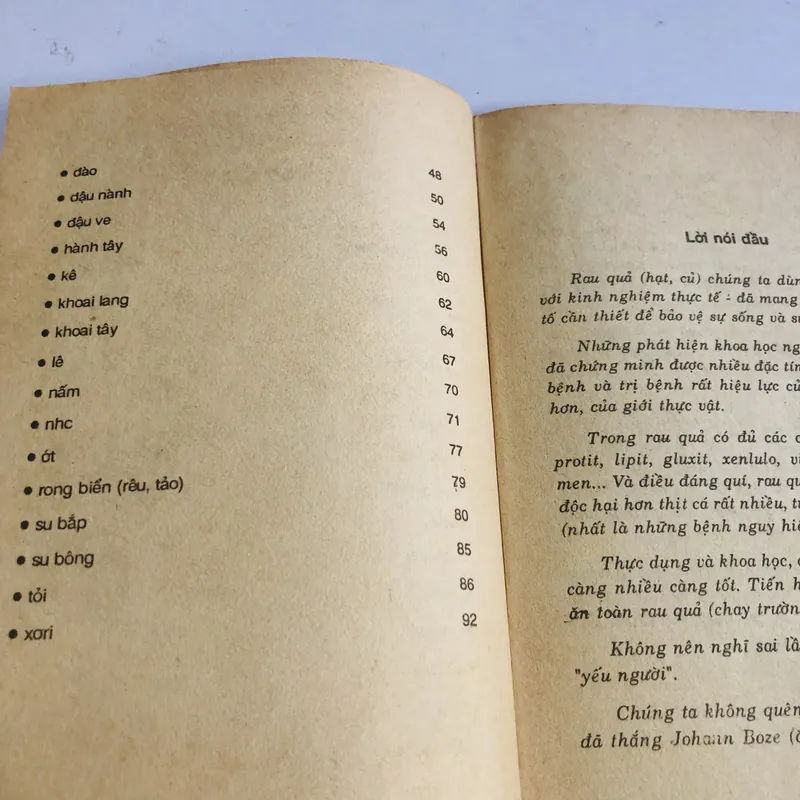 • đào 48
• đậu nành 50
• đậu ve 54
• hành tây 56
• kê 60
• khoai lang 62
• khoai tây 64
• lê 67
• nấm 70
• nhc 71
• ớt 77
• rong biển (rêu, tảo) 79
• su bắp 80
• su bông 85
• tỏi 86
• xơri 92
Lời nói đầu
Rau quả (hạt, củ) chúng ta dùn
với kinh nghiệm thực tế - đã mang
tố cần thiết để bảo vệ sự sống và
Những phát hiện khoa học ng
đã chứng minh được nhiều đặc tín
bệnh và trị bệnh rất hiệu lực củ
hơn, của giới thực vật.
Trong rau quả có đủ các
protit, lipit, gluxit, xenlulo,
men... Và điều đáng quí, rau qu
độc hại hơn thịt cá rất nhiều,
(nhất là những bệnh nguy hiể
Thực dụng và khoa học,
càng nhiều càng tốt. Tiến
ăn toàn rau quả (chay trườn
Không nên nghĩ sai lầ
"yếu người".
Chúng ta không quên
đã thắng Johann Boze